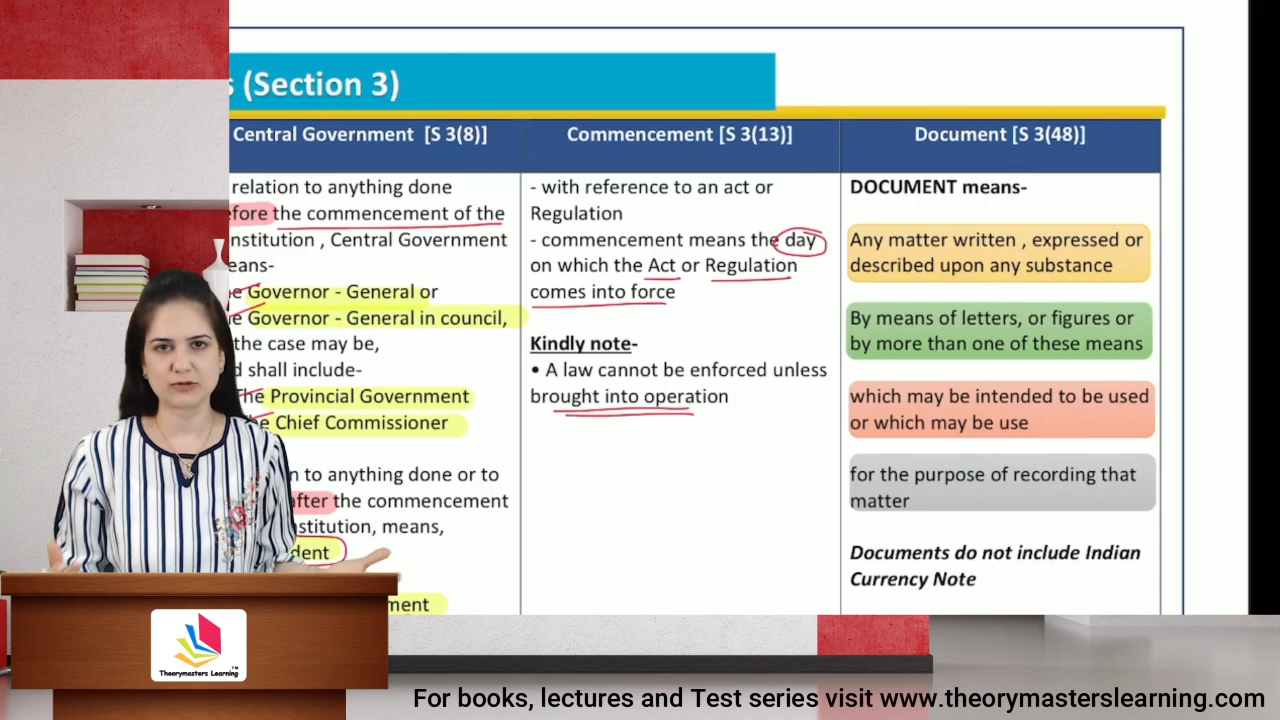 s (Section 3)
Central Government [S 3(8)]
relation to anything done
efore the commencement of the
nstitution , Central Government
eans-
e Governor - General or
e Governor - General in council,
the case may be,
d shall include-
The Provincial Government
he Chief Commissioner
n to anything done or to
after the commencement
stitution, means,
dent
ment
Commencement [S 3(13)]
- with reference to an act or
Regulation
- commencement means the day
on which the Act or Regulation
comes into force
Kindly note-
• A law cannot be enforced unless
brought into operation
Document [S 3(48)]
DOCUMENT means-
Any matter written , expressed or
described upon any substance
By means of letters, or figures or
by more than one of these means
which may be intended to be used
or which may be use
for the purpose of recording that
matter
Documents do not include Indian
Currency Note
Theorymasters Learning™
For books, lectures and Test series visit www.theorymasterslearning.com